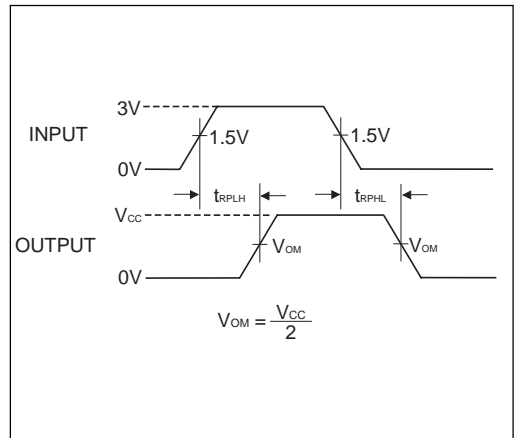 3V
INPUT
1.5V
1.5V
0V
tRPLH
tRPHL
VCC
OUTPUT
VOM
VOM
0V
VOM = VCC
2